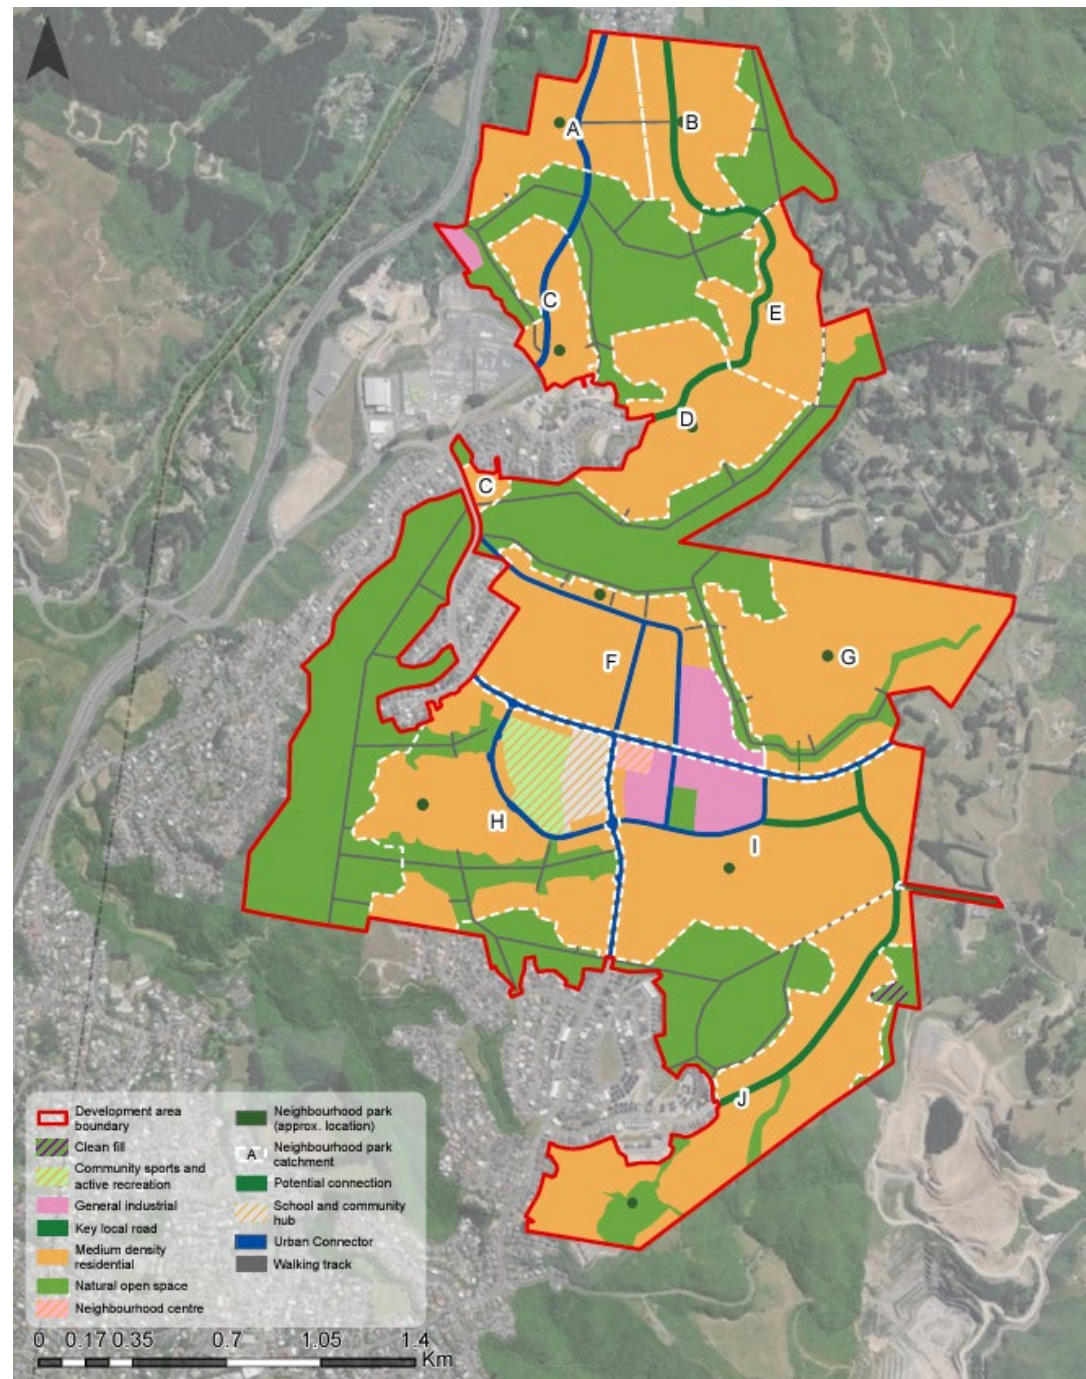 A
B
C
E
D
C
F
G
H
I
J
Development area
boundary
Clean fill
Community sports and
active recreation
General industrial
Key local road
Medium density
residential
Natural open space
Neighbourhood centre
Neighbourhood park
(approx. location)
A
Neighbourhood park
catchment
Potential connection
School and community
hub
Urban Connector
Walking track
0 0.17 0.35 0.7 1.05 1.4
Km